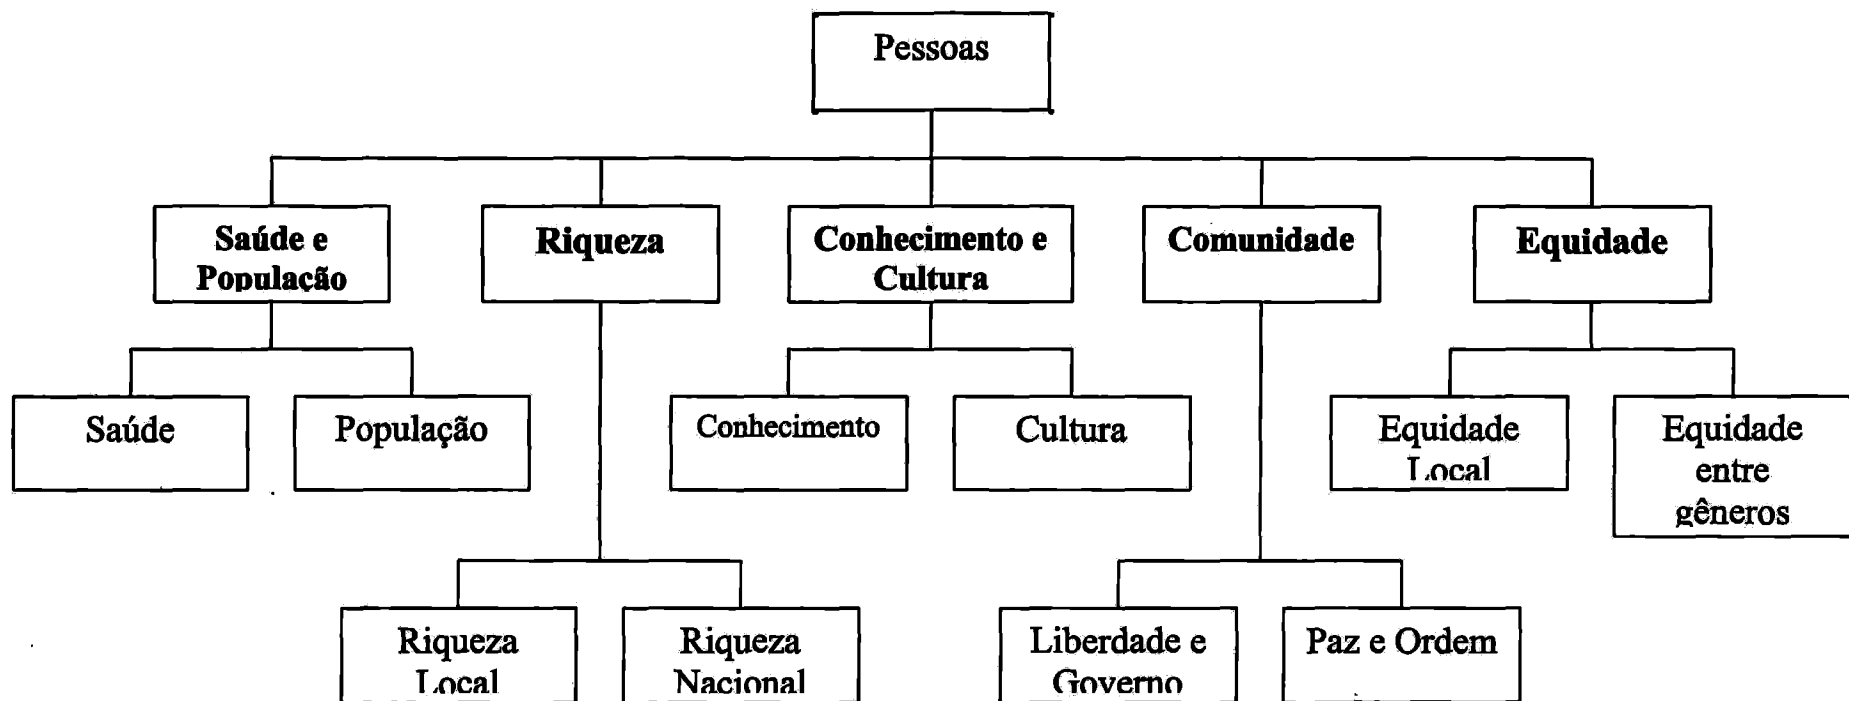 Pessoas
Saúde e
População
Riqueza
Conhecimento e
Cultura
Comunidade
Equidade
Saúde
População
Conhecimento
Cultura
Equidade
Local
Equidade
entre
gêneros
Riqueza
Local
Riqueza
Nacional
Liberdade e
Governo
Paz e Ordem